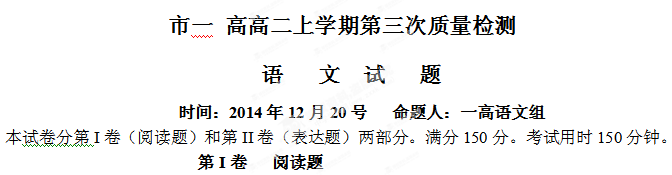 市一 高高二上学期第三次质量检测
语 文 试 题
时间：2014年12月20号 命题人：一高语文组
本试卷分第I卷（阅读题）和第II卷（表达题）两部分。满分150分。考试用时150分钟。
第I卷 阅读题